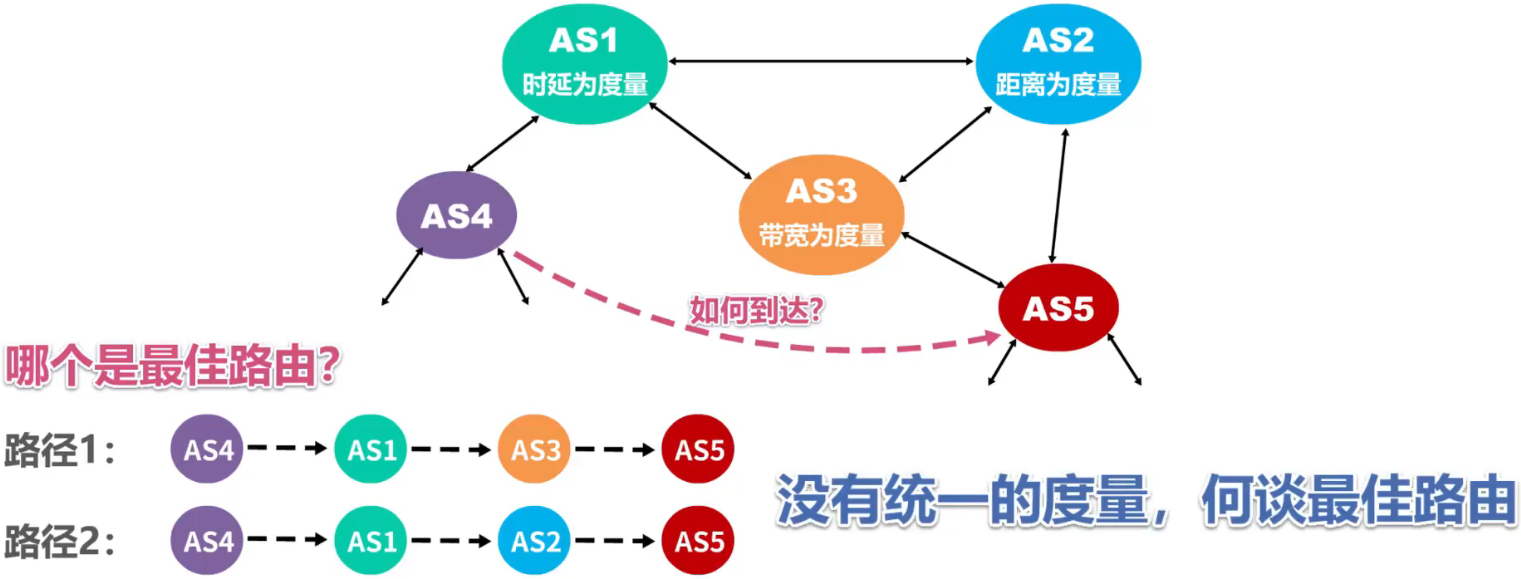 AS1
时延为度量
AS2
距离为度量
AS3
带宽为度量
AS4
如何到达?
AS5
哪个是最佳路由?
路径1: AS4 AS1 AS3 AS5
没有统一的度量，何谈最佳路由
路径2: AS4 AS1 AS2 AS5